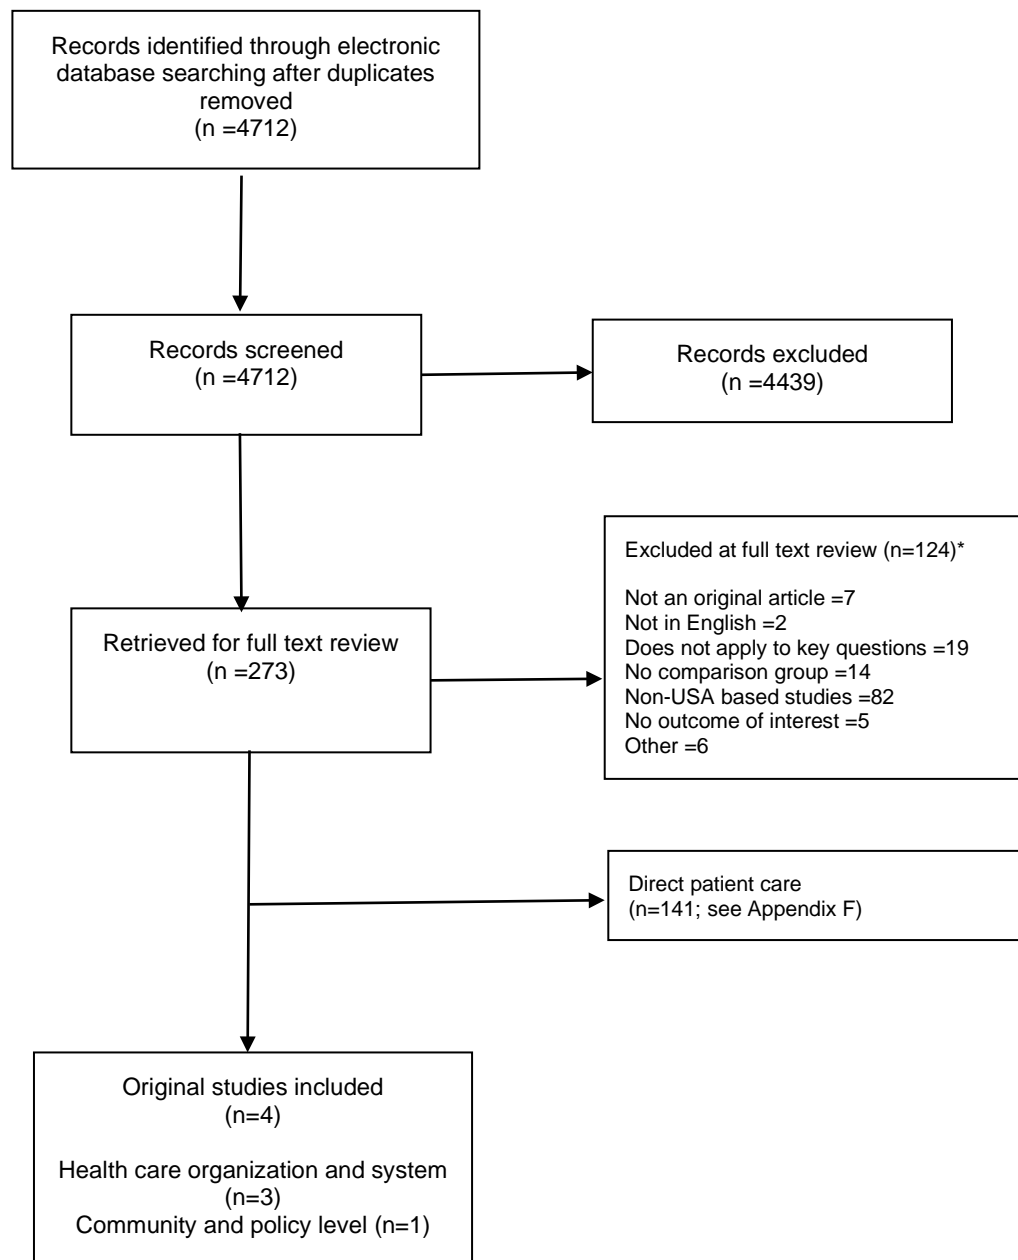 Records identified through electronic
database searching after duplicates
removed
(n =4712)
Records screened
(n =4712)
Records excluded
(n =4439)
Retrieved for full text review
(n =273)
Excluded at full text review (n=124)*
Not an original article =7
Not in English =2
Does not apply to key questions =19
No comparison group =14
Non-USA based studies =82
No outcome of interest =5
Other =6
Direct patient care
(n=141; see Appendix F)
Original studies included
(n=4)
Health care organization and system
(n=3)
Community and policy level (n=1)